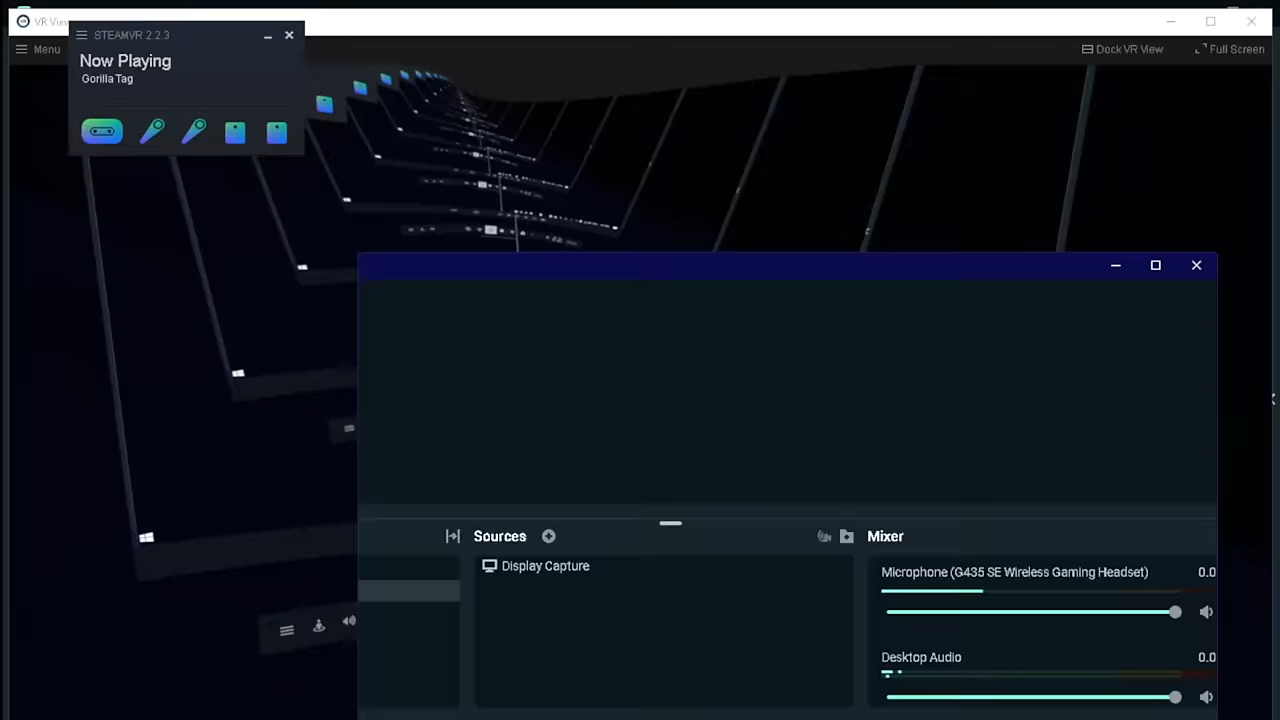 VR View
STEAMVR 2.2.3
Now Playing
Gorilla Tag
Menu
Dock VR View
Full Screen
Sources
Display Capture
Mixer
Microphone (G435 SE Wireless Gaming Headset)
0.0
Desktop Audio
0.0